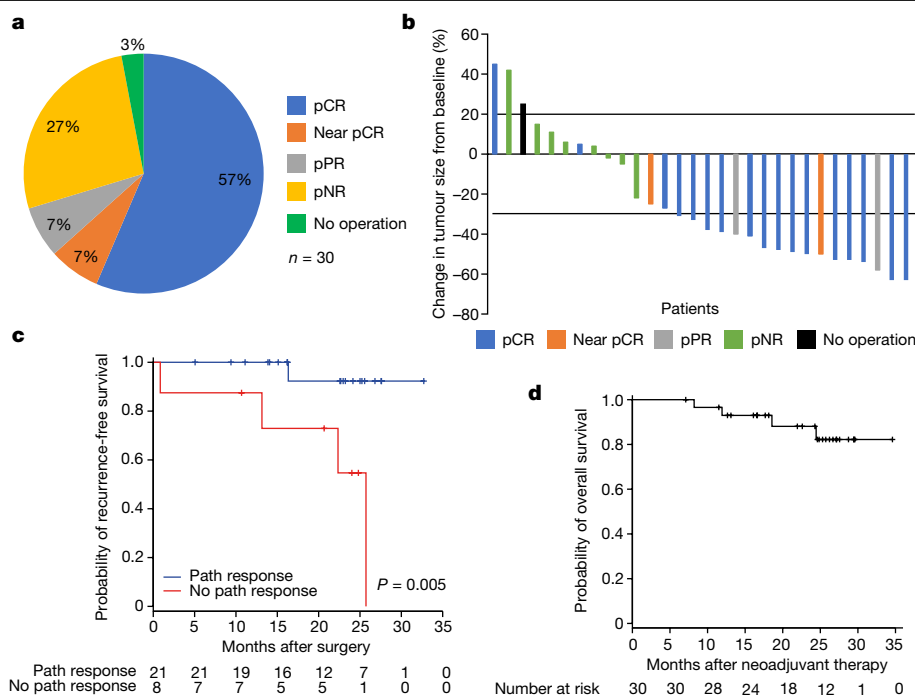 a
3%
27%
57%
7%
7%
pCR
Near pCR
pPR
pNR
No operation
n = 30
b
Change in tumour size from baseline (%)
60
40
20
0
−20
−40
−60
−80
Patients
pCR Near pCR pPR pNR No operation
c
Probability of recurrence-free survival
1.0
0.8
0.6
0.4
1.0
0
Path response
No path response
P = 0.005
0 5 10 15 20 25 30 35
Months after surgery
Path response 21 21 19 16 12 7 1 0
No path response 8 7 7 5 5 1 0 0
d
Probability of overall survival
1.0
0.8
0.6
0.4
0.2
0
0 5 10 15 20 25 30 35
Months after neoadjuvant therapy
Number at risk 30 30 28 24 18 12 1 0